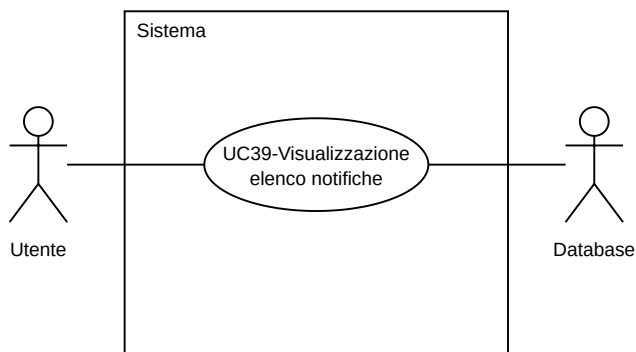 Sistema
UC39-Visualizzazione
elenco notifiche
Utente
Database